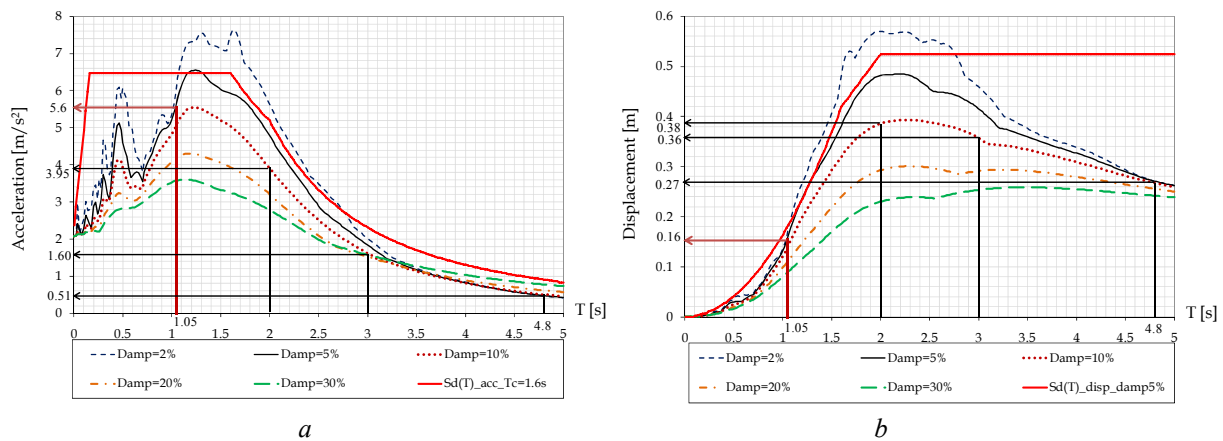 8
7
6
5.6
5
4
3.95
3
2
1.60
1
0.51
0
Acceleration [m/s²]
0 0.5 1 1.05 1.5 2 2.5 3 3.5 4 4.5 4.8 5
T [s]
Damp=2% Damp=5% Damp=10%
Damp=20% Damp=30% Sd(T)_acc_Tc=1.6s
a
0.6
0.5
0.4
0.38
0.36
0.3
0.27
0.2
0.16
0.1
0
Displacement [m]
0 0.5 1 1.05 1.5 2 2.5 3 3.5 4 4.5 4.8 5
T [s]
Damp=2% Damp=5% Damp=10%
Damp=20% Damp=30% Sd(T)_disp_damp5%
b